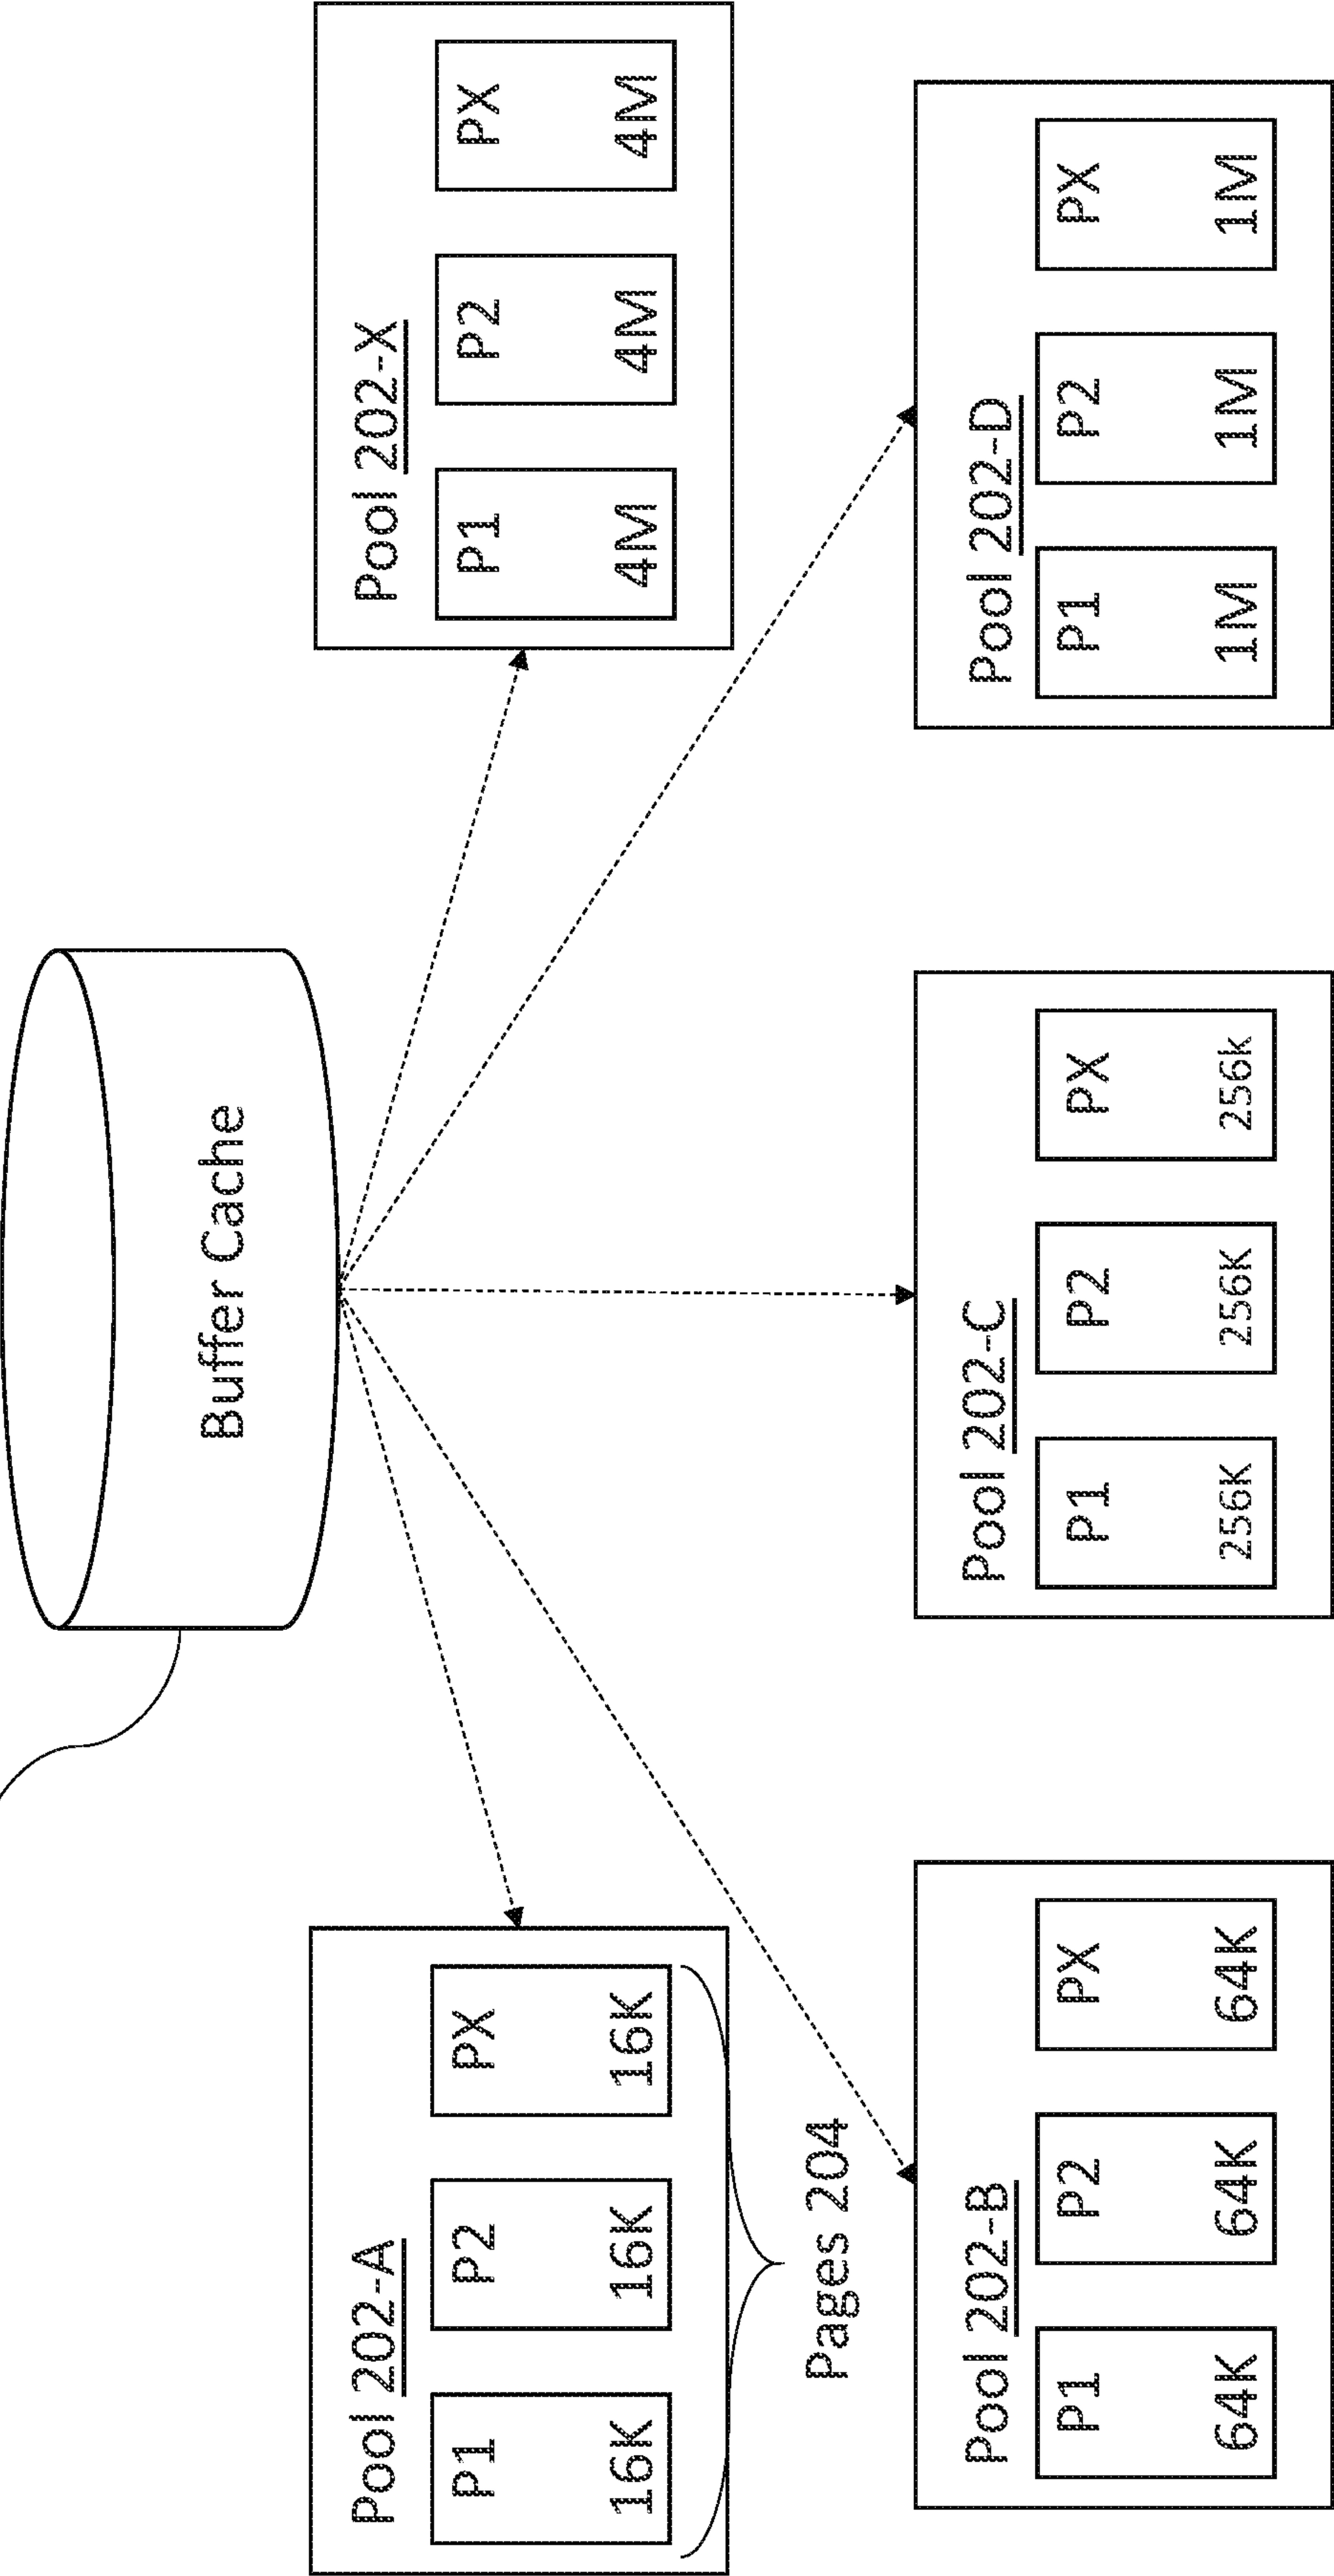 Buffer Cache
Pool 202-A
P1 P2 PX
16K 16K 16K
Pages 204
Pool 202-X
P1 P2 PX
4M 4M 4M
Pool 202-B
P1 P2 PX
64K 64K 64K
Pool 202-C
P1 P2 PX
256K 256K 256k
Pool 202-D
P1 P2 PX
1M 1M 1M